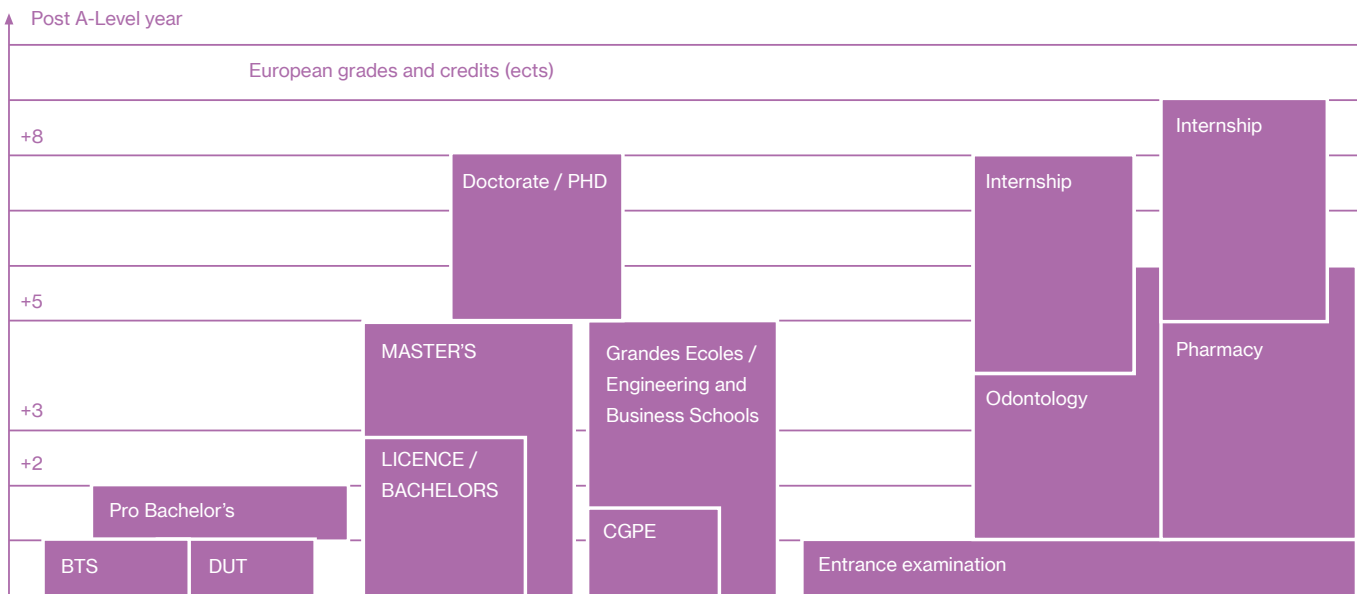 Post A-Level year
European grades and credits (ects)
+8
Internship
Doctorate / PHD
Internship
+5
MASTER'S
Grandes Ecoles /
Engineering and
Business Schools
Pharmacy
Odontology
+3
+2
LICENCE /
BACHELORS
Pro Bachelor's
CGPE
BTS
DUT
Entrance examination